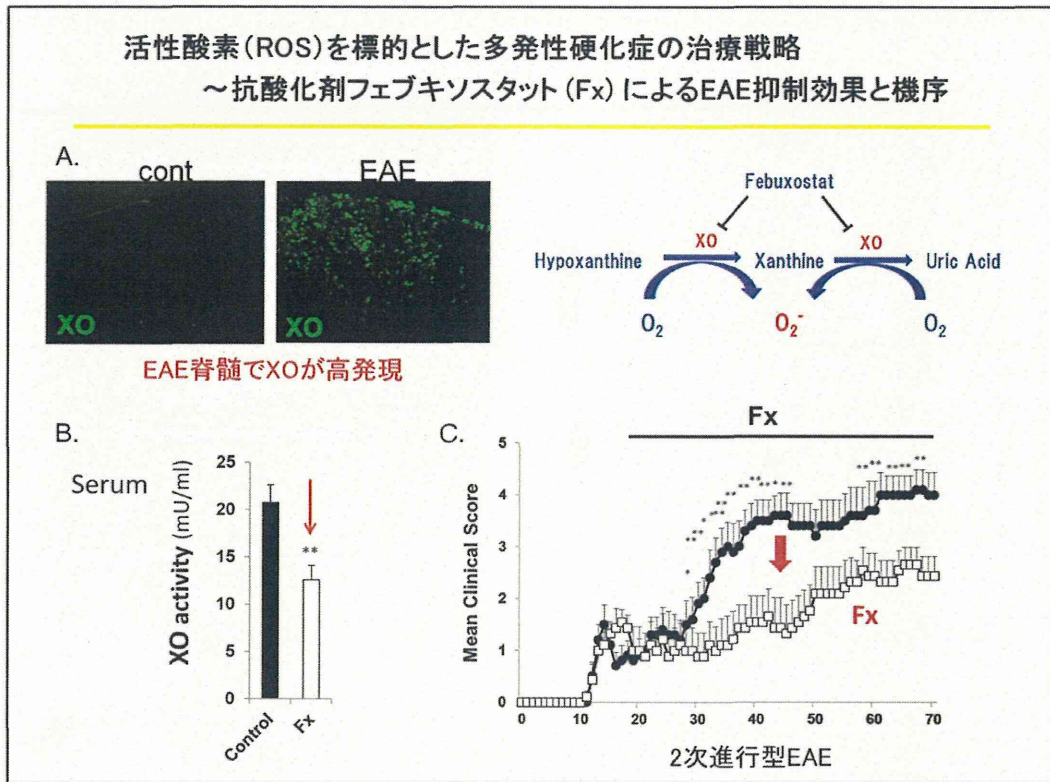 活性酸素(ROS)を標的とした多発性硬化症の治療戦略
～抗酸化剤フェブキソスタット(Fx)によるEAE抑制効果と機序
A.
cont
EAE
XO
XO
EAE脊髄でXOが高発現
Febuxostat
XO
XO
Hypoxanthine
Xanthine
Uric Acid
O₂
O₂⁻
O₂
B.
Serum
XO activity (mU/ml)
25
20
15
10
5
0
**
Control
Fx
C.
Fx
Mean Clinical Score
5
4
3
2
1
0
Fx
0 10 20 30 40 50 60 70
2次進行型EAE